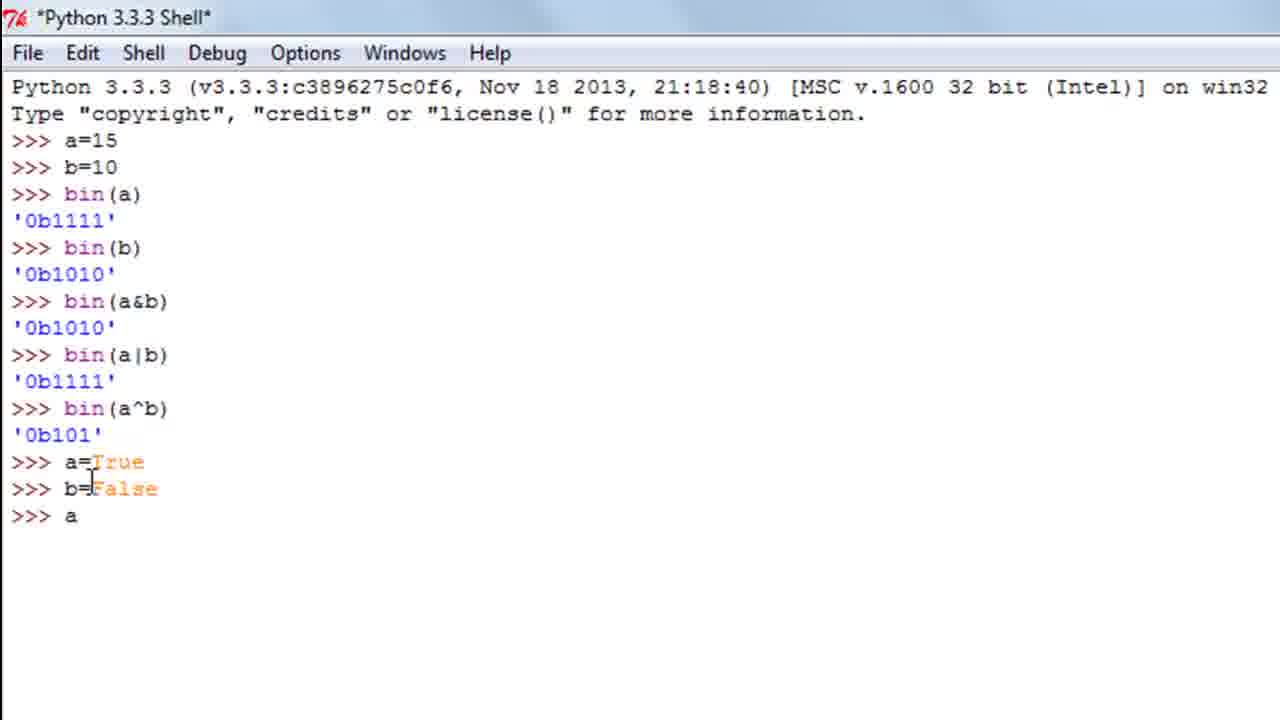 *Python 3.3.3 Shell*
File Edit Shell Debug Options Windows Help
Python 3.3.3 (v3.3.3:c3896275c0f6, Nov 18 2013, 21:18:40) [MSC v.1600 32 bit (Intel)] on win32
Type "copyright", "credits" or "license()" for more information.
>>> a=15
>>> b=10
>>> bin(a)
'0b1111'
>>> bin(b)
'0b1010'
>>> bin(a&b)
'0b1010'
>>> bin(a|b)
'0b1111'
>>> bin(a^b)
'0b101'
>>> a=True
>>> b=False
>>> a